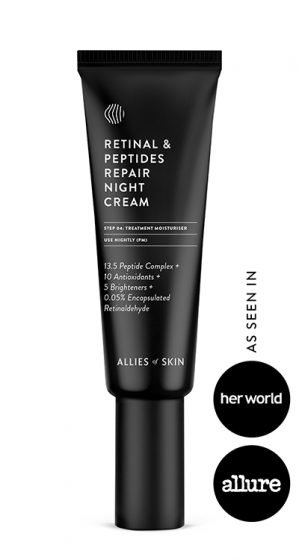 RETINAL &
PEPTIDES
REPAIR
NIGHT
CREAM
STEP 04: TREATMENT MOISTURISER
USE NIGHTLY (PM)
13.5 Peptide Complex +
10 Antioxidants +
5 Brighteners +
0.05% Encapsulated
Retinaldehyde
ALLIES of SKIN
AS SEEN IN
her world
allure